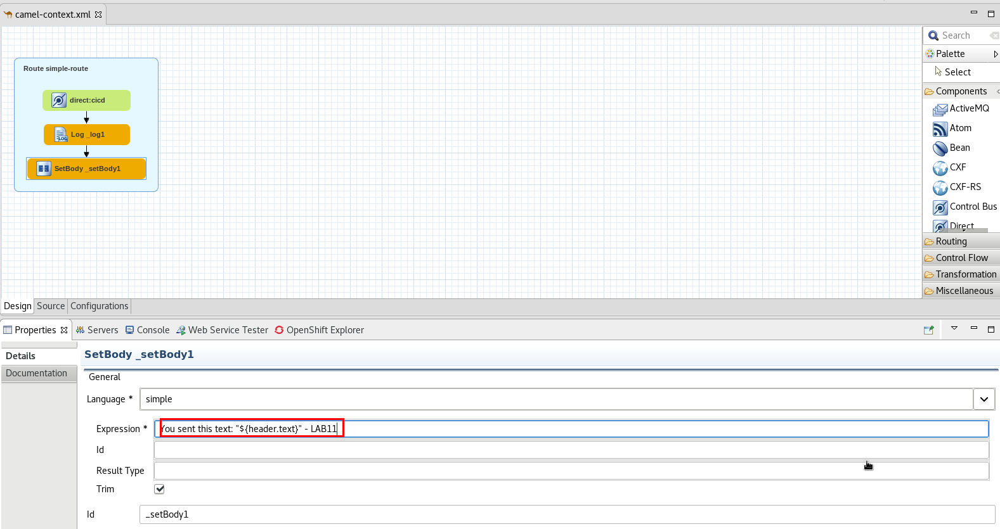 camel-context.xml
Search
Palette
Select
Components
ActiveMQ
Atom
Bean
CXF
CXF-RS
Control Bus
Direct
Routing
Control Flow
Transformation
Miscellaneous
Route simple-route
direct:cicd
LOG
Log _log1
SetBody _setBody1
Design
Source
Configurations
Properties
Servers
Console
Web Service Tester
OpenShift Explorer
Details
Documentation
SetBody _setBody1
General
Language *
simple
Expression *
You sent this text: "${header.text}" - LAB11
Id
Result Type
Trim
Id
_setBody1